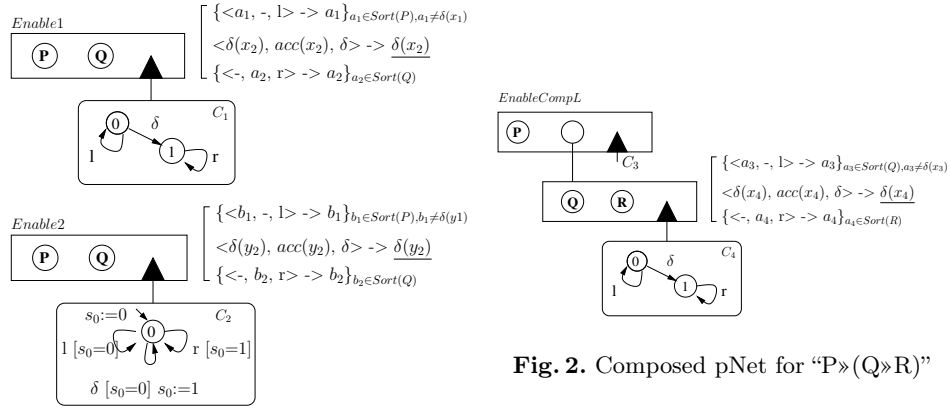 Enable1
P Q
{<a₁, -, l> -> a₁}a₁∈Sort(P),a₁≠δ(x₁)
<δ(x₂), acc(x₂), δ> -> δ(x₂)
{<-, a₂, r> -> a₂}a₂∈Sort(Q)
C₁
0
δ
1
l
r
Enable2
P Q
{<b₁, -, l> -> b₁}b₁∈Sort(P),b₁≠δ(y1)
<δ(y₂), acc(y₂), δ> -> δ(y₂)
{<-, b₂, r> -> b₂}b₂∈Sort(Q)
C₂
s₀:=0
0
l [s₀=0]
r [s₀=1]
δ [s₀=0] s₀:=1
EnableCompL
P
C₃
Q R
{<a₃, -, l> -> a₃}a₃∈Sort(Q),a₃≠δ(x₃)
<δ(x₄), acc(x₄), δ> -> δ(x₄)
{<-, a₄, r> -> a₄}a₄∈Sort(R)
C₄
0
δ
1
l
r
Fig. 2. Composed pNet for “P»(Q»R)”